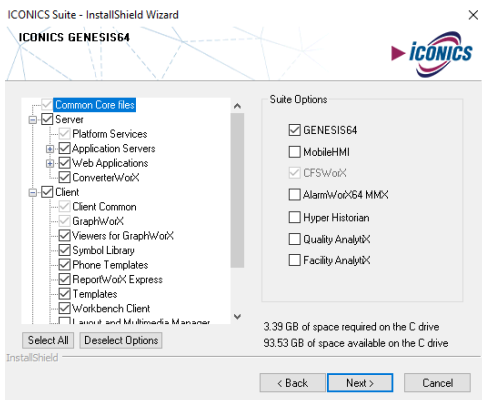 ICONICS Suite - InstallShield Wizard
ICONICS GENESIS64
ICONICS
Common Core files
Server
Platform Services
Application Servers
Web Applications
ConverterWorX
Client
Client Common
GraphWorX
Viewers for GraphWorX
Symbol Library
Phone Templates
ReportWorX Express
Templates
Workbench Client
Layout and Multimedia Manager
Select All
Deselect Options
Suite Options
GENESIS64
MobileHMI
CFSWorX
AlarmWorX64 MMX
Hyper Historian
Quality AnalytiX
Facility AnalytiX
3.39 GB of space required on the C drive
93.53 GB of space available on the C drive
InstallShield
< Back
Next >
Cancel